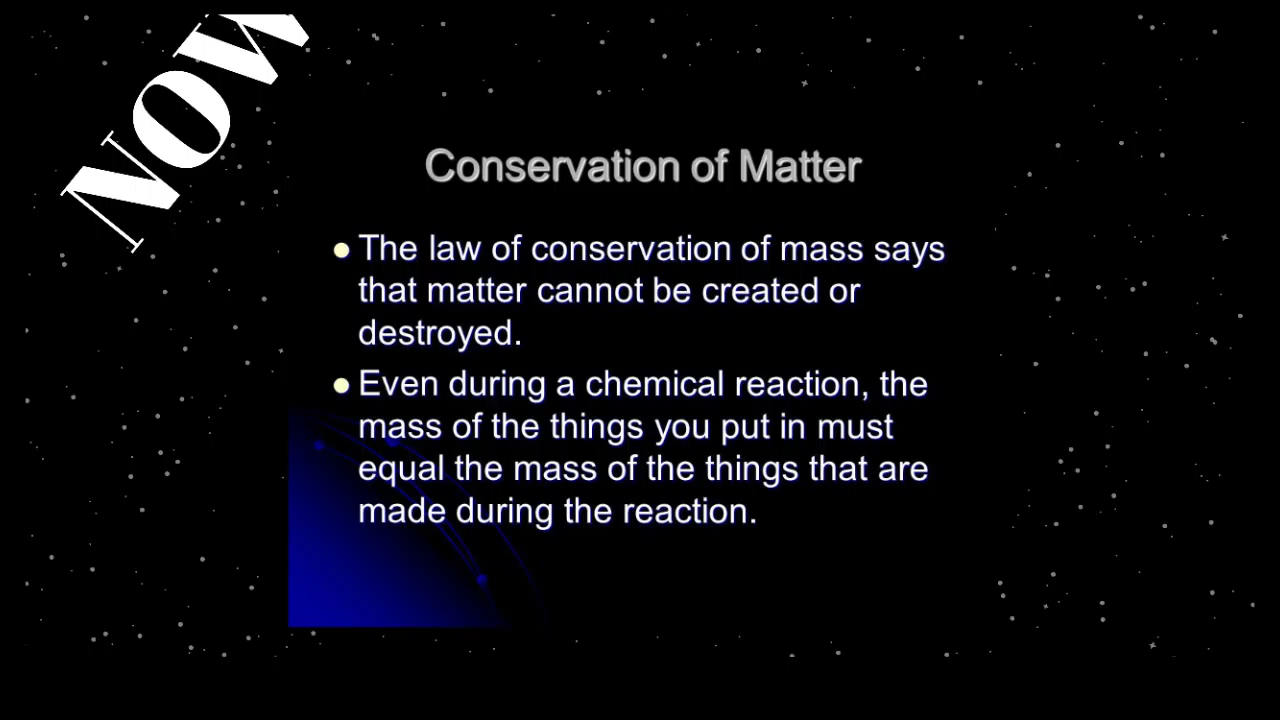 NOW
Conservation of Matter
The law of conservation of mass says
that matter cannot be created or
destroyed.
Even during a chemical reaction, the
mass of the things you put in must
equal the mass of the things that are
made during the reaction.